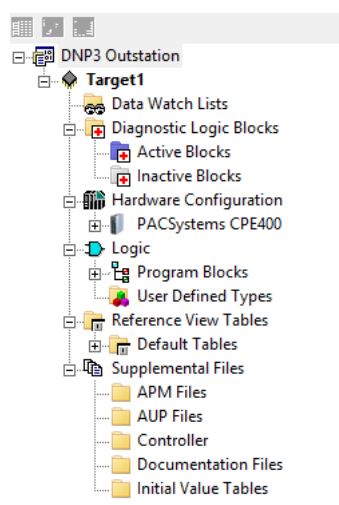 DNP3 Outstation
Target1
Data Watch Lists
Diagnostic Logic Blocks
Active Blocks
Inactive Blocks
Hardware Configuration
PACSystems CPE400
Logic
Program Blocks
User Defined Types
Reference View Tables
Default Tables
Supplemental Files
APM Files
AUP Files
Controller
Documentation Files
Initial Value Tables